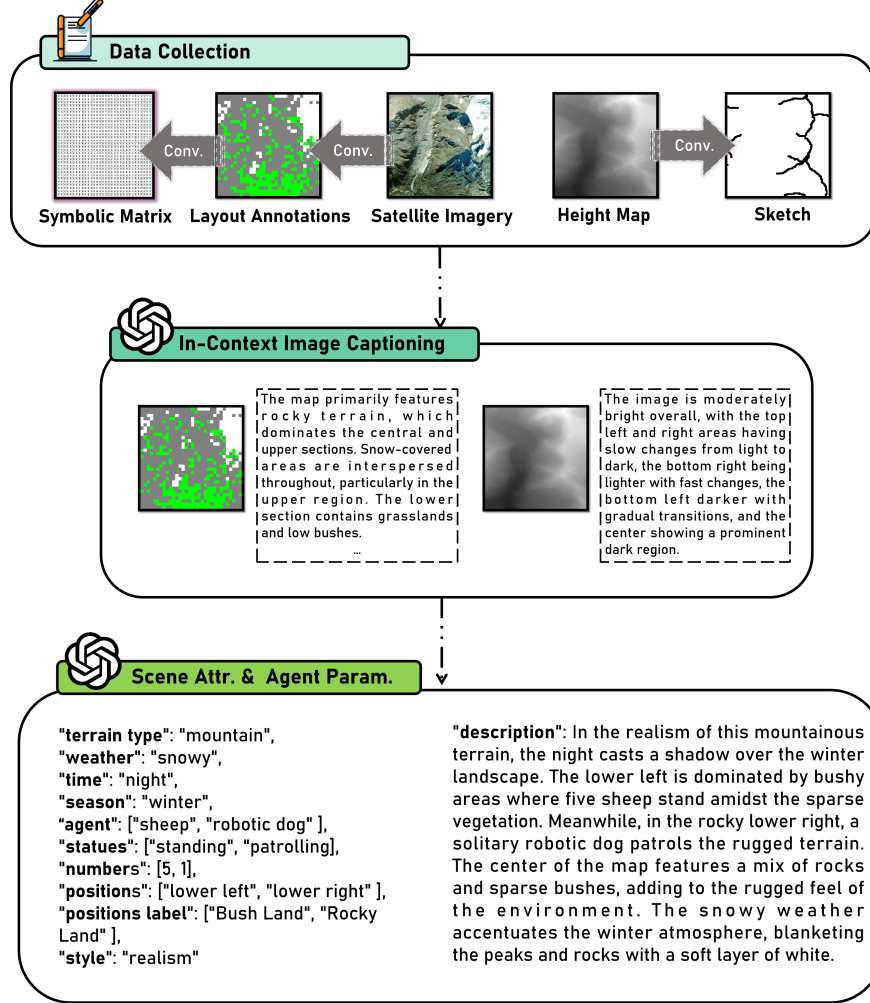 Data Collection
Conv.
Conv.
Conv.
Symbolic Matrix
Layout Annotations
Satellite Imagery
Height Map
Sketch
In-Context Image Captioning
The map primarily features
rocky terrain, which
dominates the central and
upper sections. Snow-covered
areas are interspersed
throughout, particularly in the
upper region. The lower
section contains grasslands
and low bushes.
...
The image is moderately
bright overall, with the top
left and right areas having
slow changes from light to
dark, the bottom right being
lighter with fast changes, the
bottom left darker with
gradual transitions, and the
center showing a prominent
dark region.
Scene Attr. & Agent Param.
"terrain type": "mountain",
"weather": "snowy",
"time": "night",
"season": "winter",
“agent": ["sheep", "robotic dog" ],
"statues": ["standing", "patrolling],
"numbers": [5, 1],
"positions": ["lower left", "lower right" ],
"positions label": ["Bush Land", "Rocky
Land" ],
"style": "realism"
"description": In the realism of this mountainous
terrain, the night casts a shadow over the winter
landscape. The lower left is dominated by bushy
areas where five sheep stand amidst the sparse
vegetation. Meanwhile, in the rocky lower right, a
solitary robotic dog patrols the rugged terrain.
The center of the map features a mix of rocks
and sparse bushes, adding to the rugged feel of
the environment. The snowy weather
accentuates the winter atmosphere, blanketing
the peaks and rocks with a soft layer of white.